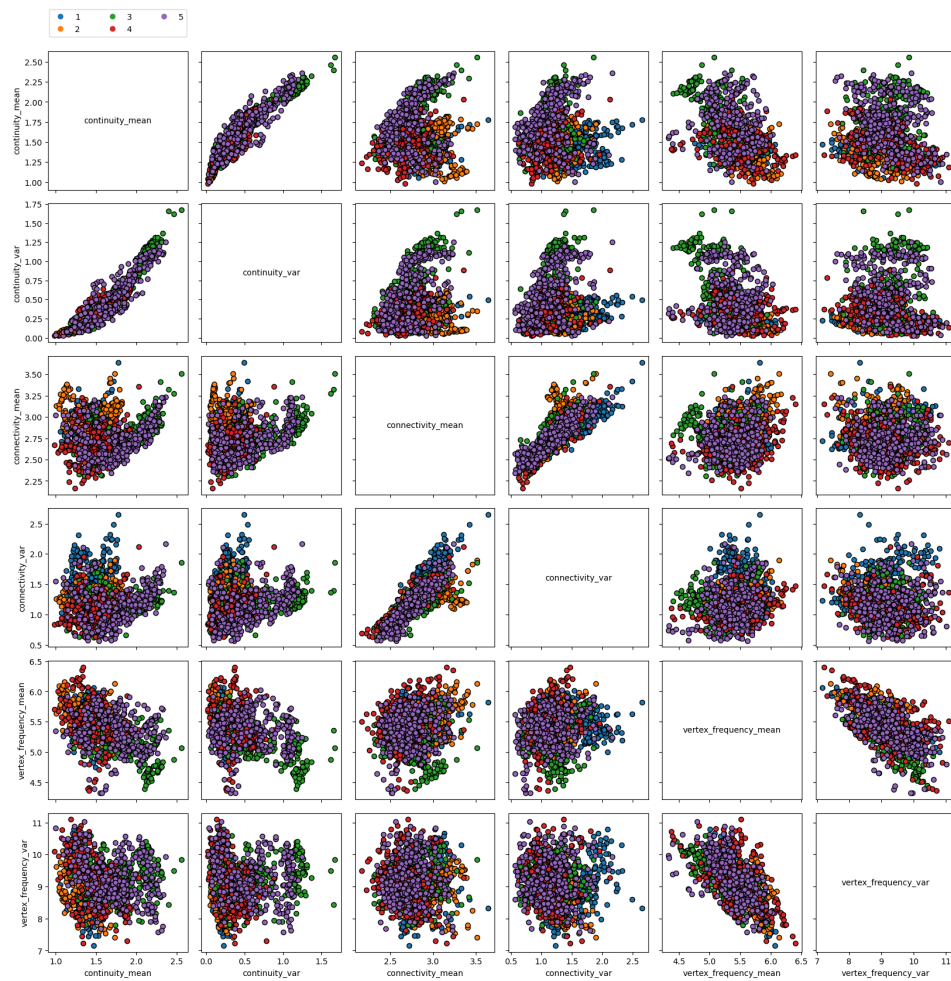 1 3 5
2 4
continuity_mean
2.50
2.25
2.00
1.75
1.50
1.25
1.00
continuity_mean
continuity_var
1.75
1.50
1.25
1.00
0.75
0.50
0.25
0.00
continuity_var
connectivity_mean
3.50
3.25
3.00
2.75
2.50
2.25
connectivity_mean
connectivity_var
2.5
2.0
1.5
1.0
0.5
connectivity_var
vertex_frequency_mean
6.5
6.0
5.5
5.0
4.5
vertex_frequency_mean
vertex_frequency_var
11
10
9
8
7
vertex_frequency_var
1.0 1.5 2.0 2.5 0.0 0.5 1.0 1.5 2.5 3.0 3.5 0.5 1.0 1.5 2.0 2.5 4.5 5.0 5.5 6.0 6.5 7 8 9 10 11
continuity_mean continuity_var connectivity_mean connectivity_var vertex_frequency_mean vertex_frequency_var